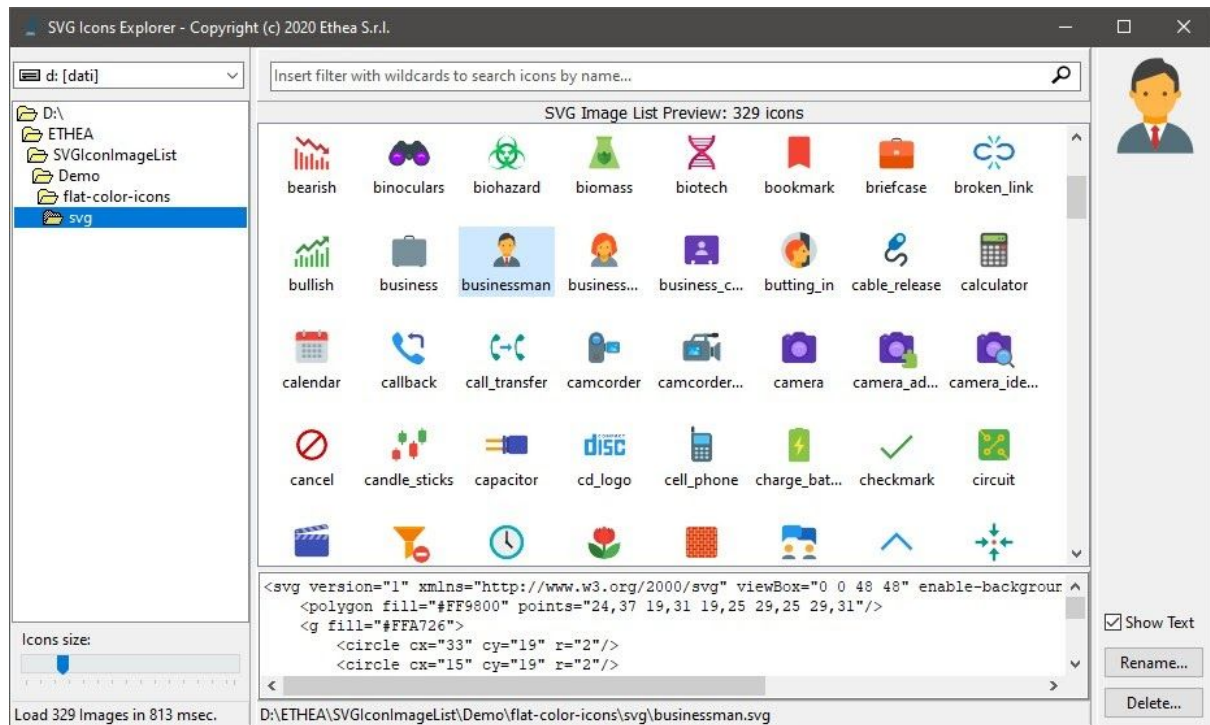 SVG Icons Explorer - Copyright (c) 2020 Ethea S.r.l.
d: [dati]
D:\
ETHEA
SVGIconImageList
Demo
flat-color-icons
svg
Insert filter with wildcards to search icons by name...
SVG Image List Preview: 329 icons
bearish binoculars biohazard biomass biotech bookmark briefcase broken_link
bullish business businessman business... business_c... butting_in cable_release calculator
calendar callback call_transfer camcorder camcorder... camera camera_ad... camera_ide...
disc
cancel candle_sticks capacitor cd_logo cell_phone charge_bat... checkmark circuit
<svg version="1" xmlns="http://www.w3.org/2000/svg" viewBox="0 0 48 48" enable-backgroun
<polygon fill="#FF9800" points="24,37 19,31 19,25 29,25 29,31"/>
<g fill="#FFA726">
<circle cx="33" cy="19" r="2"/>
<circle cx="15" cy="19" r="2"/>
Icons size:
Load 329 Images in 813 msec.
D:\ETHEA\SVGIconImageList\Demo\flat-color-icons\svg\businessman.svg
Show Text
Rename...
Delete...